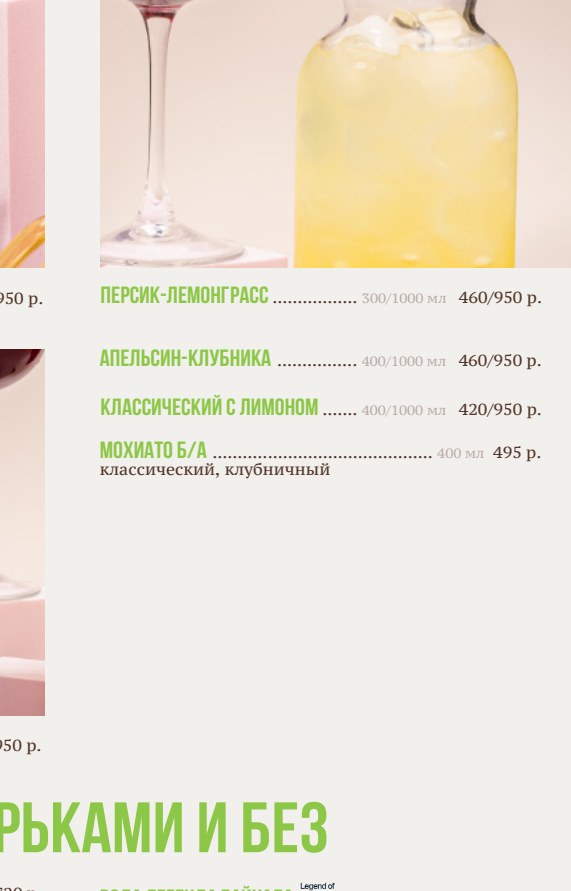 950 р.
ПЕРСИК-ЛЕМОНГРАСС ................. 300/1000 мл 460/950 р.
АПЕЛЬСИН-КЛУБНИКА ................ 400/1000 мл 460/950 р.
КЛАССИЧЕСКИЙ С ЛИМОНОМ ....... 400/1000 мл 420/950 р.
МОХИАТО Б/А ............................................ 400 мл 495 р.
классический, клубничный
950 р.
РЬКАМИ И БЕЗ
Legend of